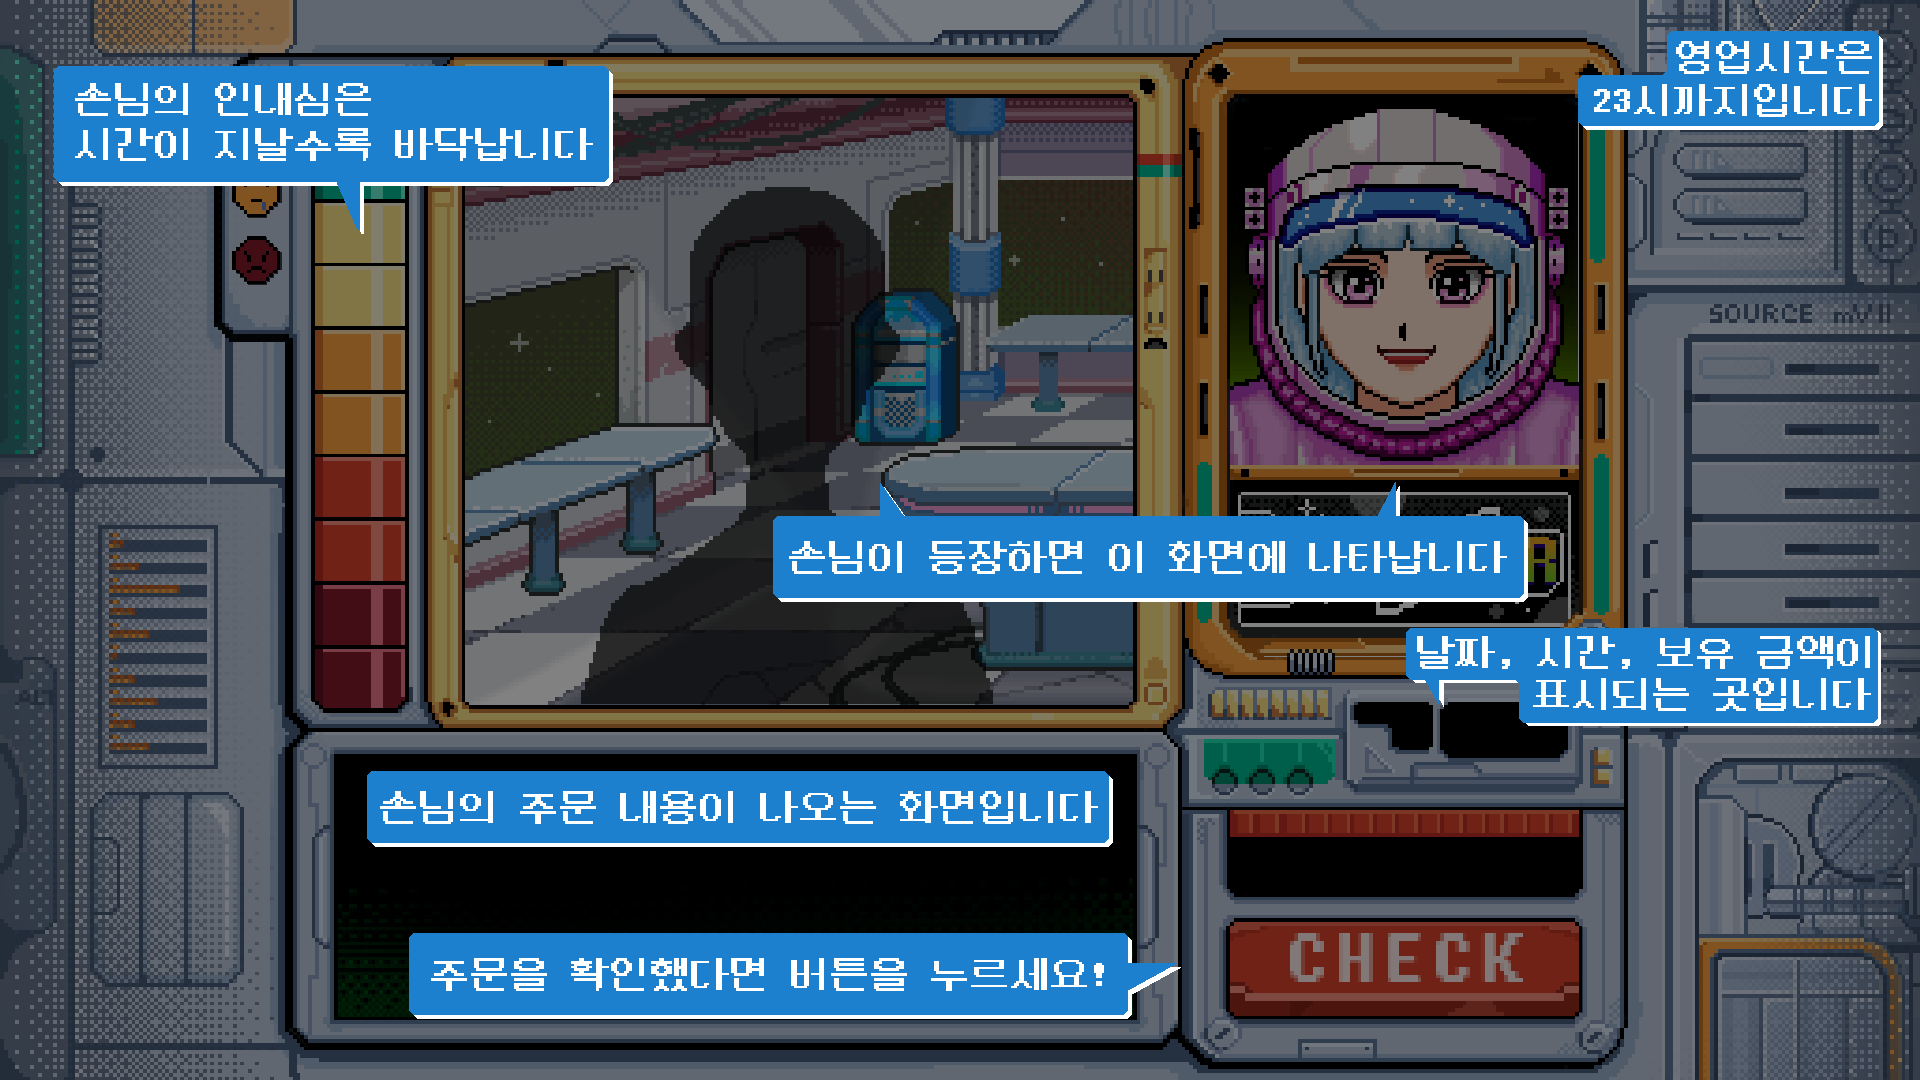 손님의 인내심은
시간이 지날수록 바닥납니다
영업시간은
23시까지입니다
SOURCE
손님이 등장하면 이 화면에 나타납니다
날짜, 시간, 보유 금액이
표시되는 곳입니다
손님의 주문 내용이 나오는 화면입니다
주문을 확인했다면 버튼을 누르세요!
CHECK